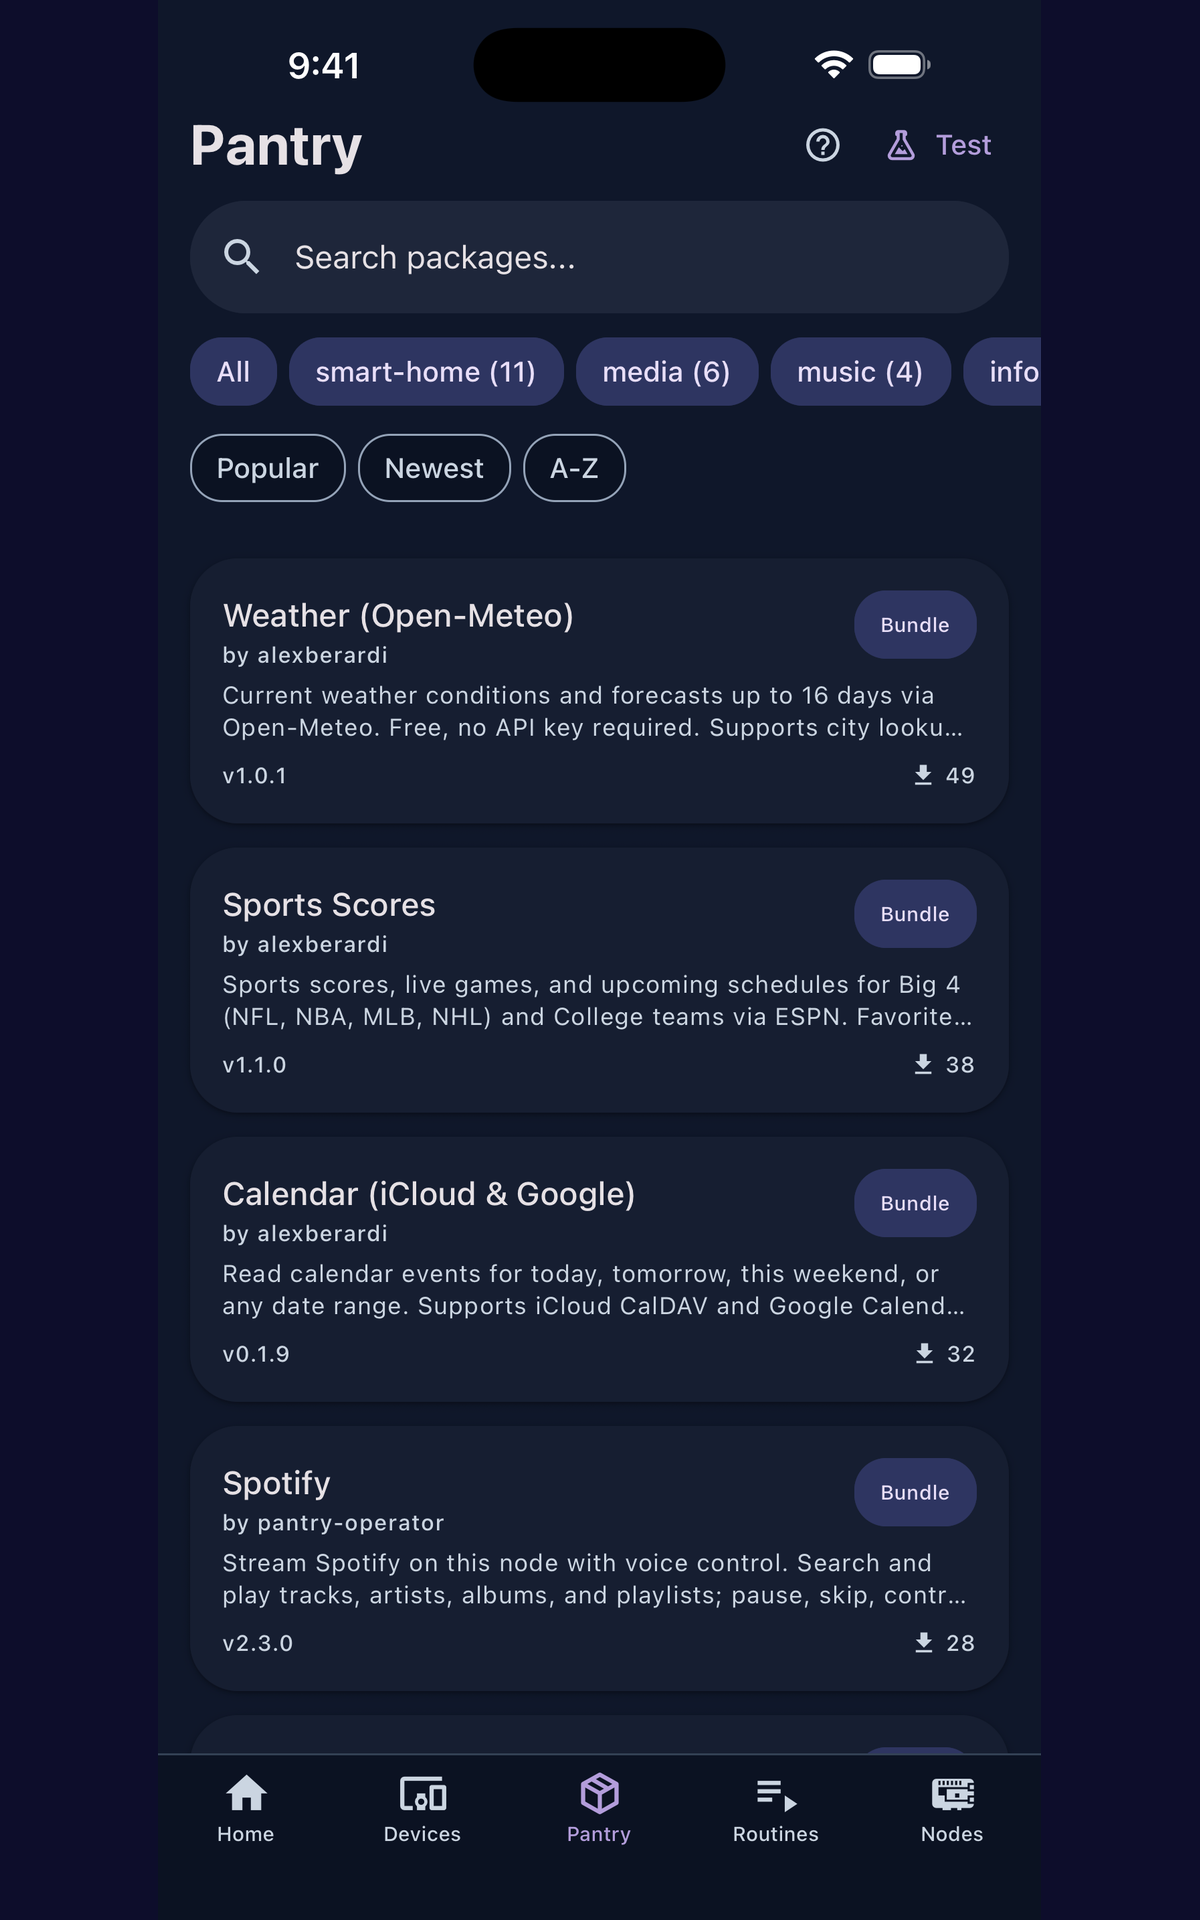 9:41
Pantry
Test
Search packages...
All
smart-home (11)
media (6)
music (4)
info
Popular
Newest
A-Z
Weather (Open-Meteo)
Bundle
by alexberardi
Current weather conditions and forecasts up to 16 days via
Open-Meteo. Free, no API key required. Supports city looku...
v1.0.1
49
Sports Scores
Bundle
by alexberardi
Sports scores, live games, and upcoming schedules for Big 4
(NFL, NBA, MLB, NHL) and College teams via ESPN. Favorite...
v1.1.0
38
Calendar (iCloud & Google)
Bundle
by alexberardi
Read calendar events for today, tomorrow, this weekend, or
any date range. Supports iCloud CalDAV and Google Calend...
v0.1.9
32
Spotify
Bundle
by pantry-operator
Stream Spotify on this node with voice control. Search and
play tracks, artists, albums, and playlists; pause, skip, contr...
v2.3.0
28
Home
Devices
Pantry
Routines
Nodes